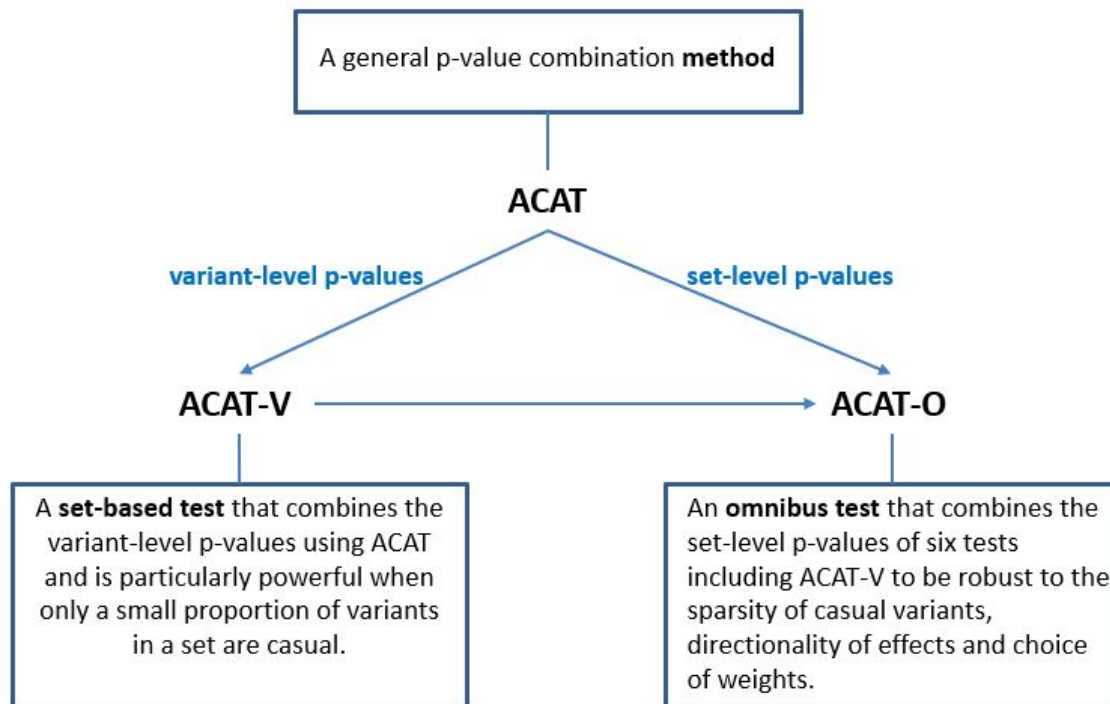 A general p-value combination method
ACAT
variant-level p-values
set-level p-values
ACAT-V
ACAT-O
A set-based test that combines the
variant-level p-values using ACAT
and is particularly powerful when
only a small proportion of variants
in a set are casual.
An omnibus test that combines the
set-level p-values of six tests
including ACAT-V to be robust to the
sparsity of casual variants,
directionality of effects and choice
of weights.